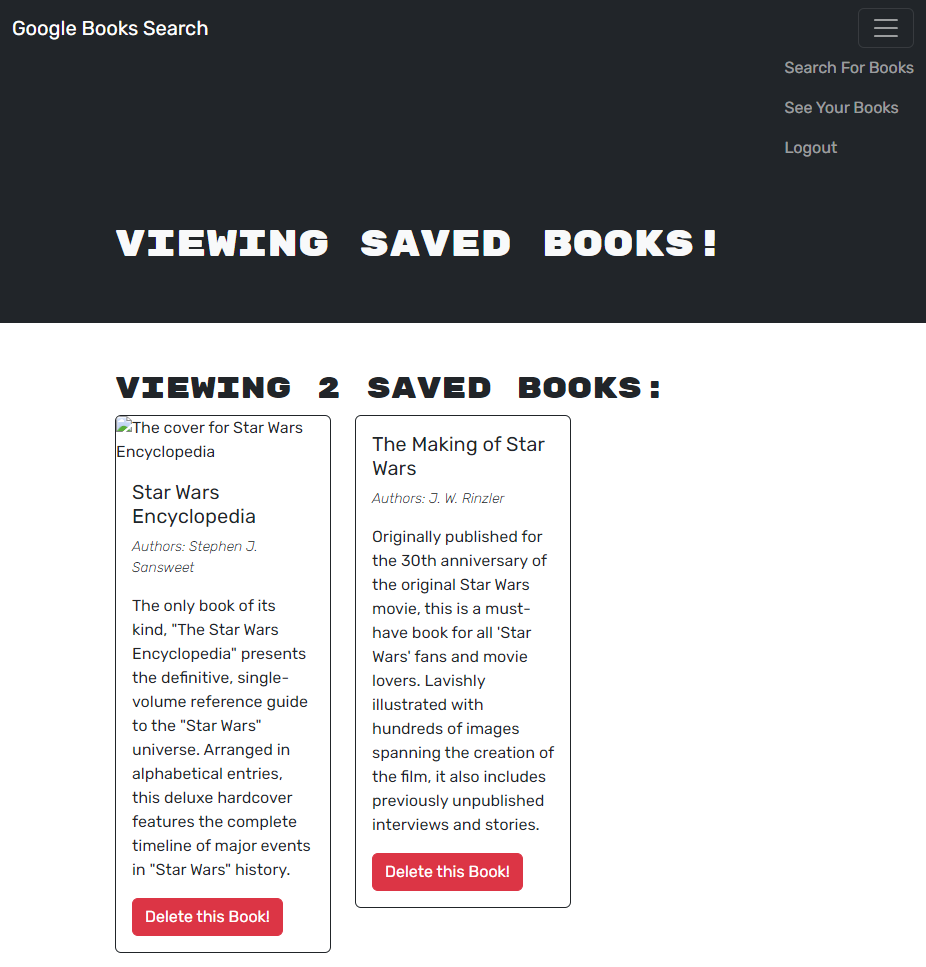 Google Books Search
Search For Books
See Your Books
Logout
VIEWING SAVED BOOKS!
VIEWING 2 SAVED BOOKS:
The cover for Star Wars
Encyclopedia
Star Wars
Encyclopedia
Authors: Stephen J.
Sansweet
The only book of its
kind, "The Star Wars
Encyclopedia" presents
the definitive, single-
volume reference guide
to the "Star Wars"
universe. Arranged in
alphabetical entries,
this deluxe hardcover
features the complete
timeline of major events
in "Star Wars" history.
Delete this Book!
The Making of Star
Wars
Authors: J. W. Rinzler
Originally published for
the 30th anniversary of
the original Star Wars
movie, this is a must-
have book for all 'Star
Wars' fans and movie
lovers. Lavishly
illustrated with
hundreds of images
spanning the creation of
the film, it also includes
previously unpublished
interviews and stories.
Delete this Book!